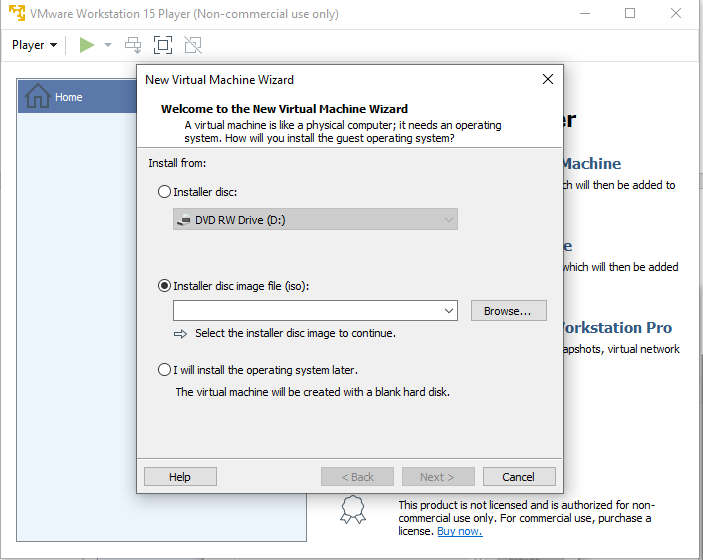 VMware Workstation 15 Player (Non-commercial use only)
Player
Home
New Virtual Machine Wizard
Welcome to the New Virtual Machine Wizard
A virtual machine is like a physical computer; it needs an operating
system. How will you install the guest operating system?
Install from:
Installer disc:
DVD RW Drive (D:)
Installer disc image file (iso):
Browse...
Select the installer disc image to continue.
I will install the operating system later.
The virtual machine will be created with a blank hard disk.
Help
< Back
Next >
Cancel
er
Machine
ch will then be added to
e
which will then be added
orkstation Pro
apshots, virtual network
This product is not licensed and is authorized for non-
commercial use only. For commercial use, purchase a
license. Buy now.